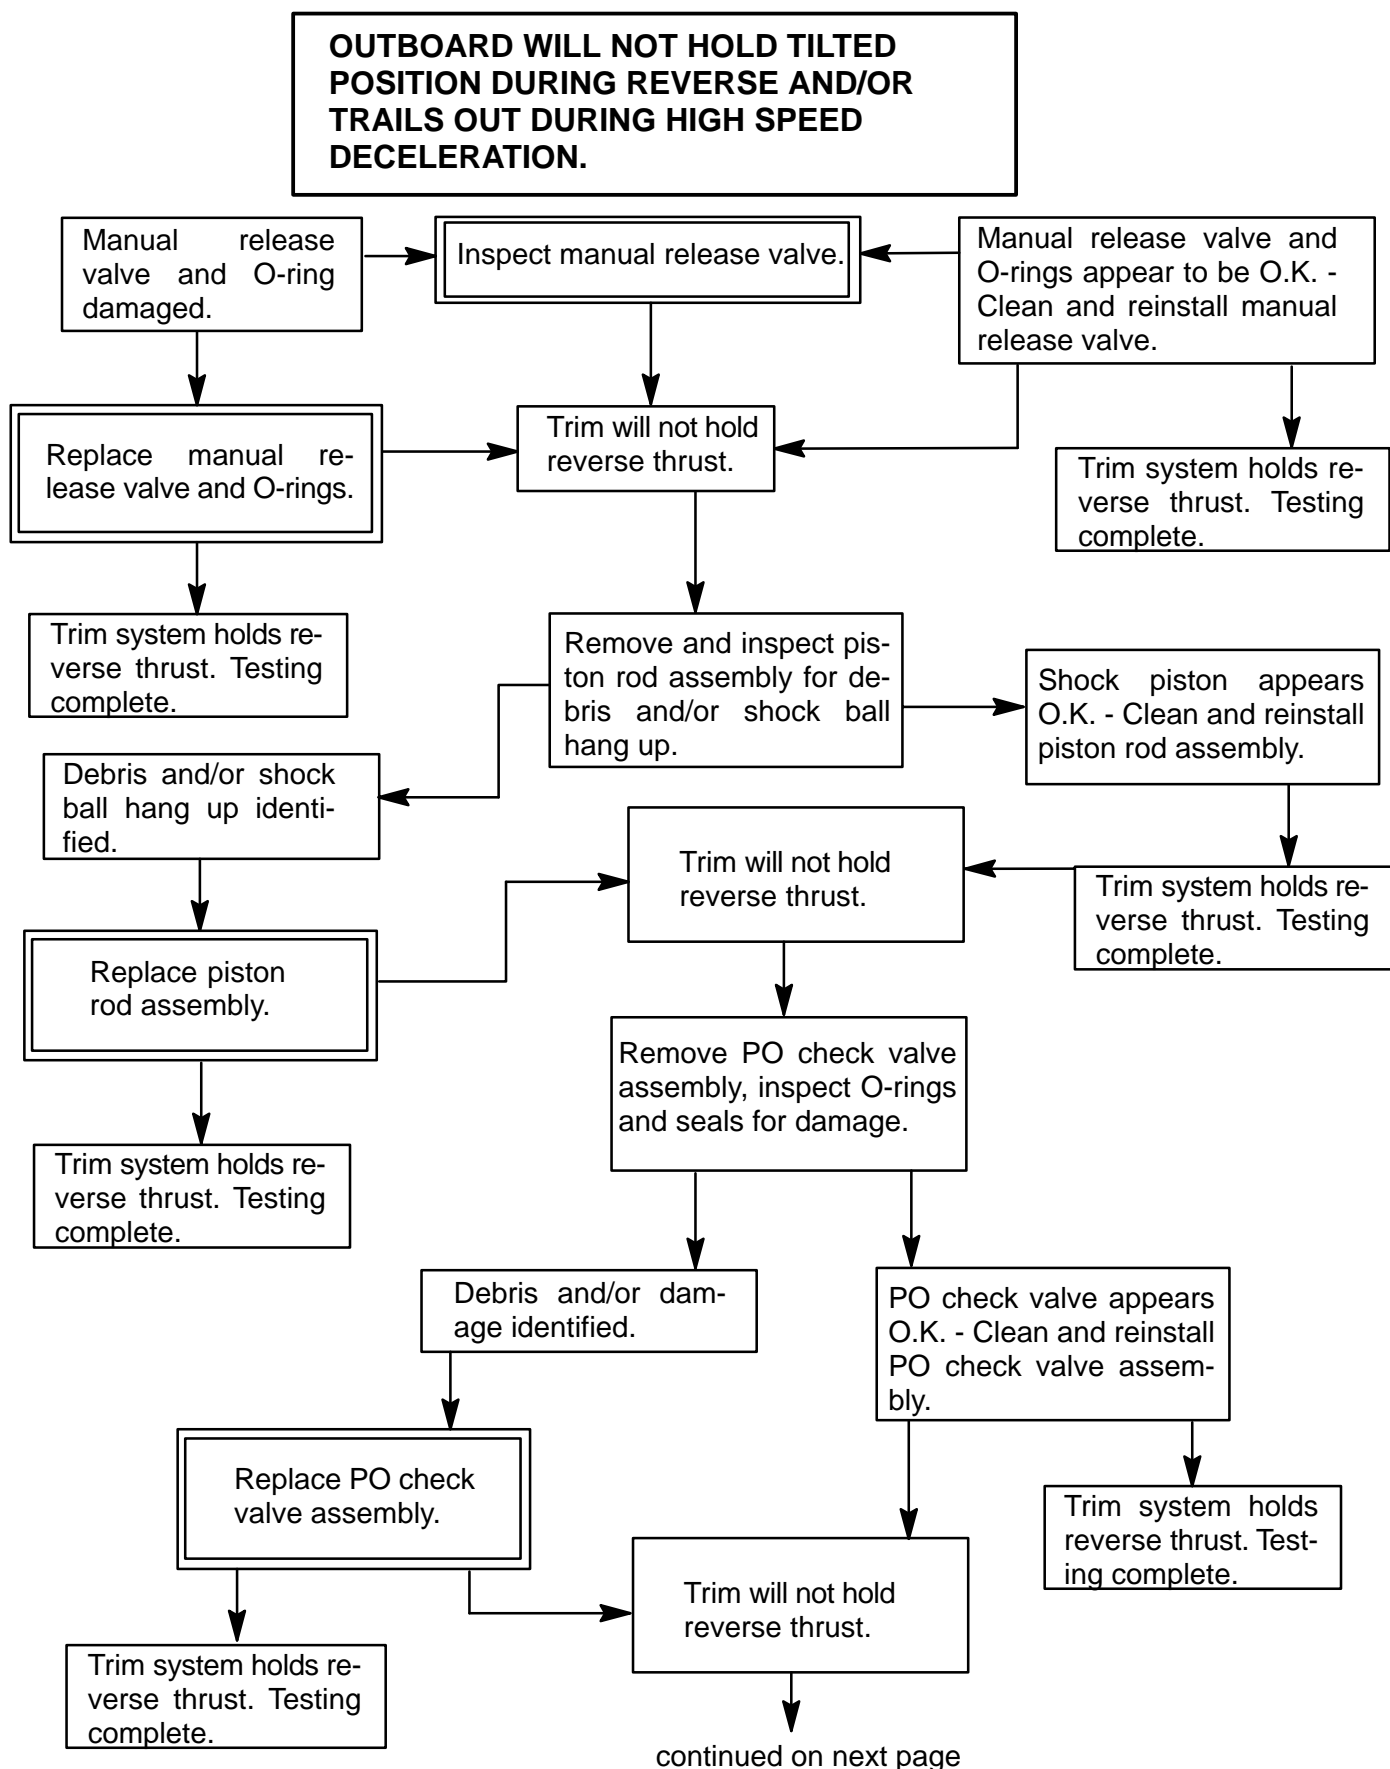 OUTBOARD WILL NOT HOLD TILTED
POSITION DURING REVERSE AND/OR
TRAILS OUT DURING HIGH SPEED
DECELERATION.
Manual release
valve and O-ring
damaged.
Inspect manual release valve.
Manual release valve and
O-rings appear to be O.K. -
Clean and reinstall manual
release valve.
Replace manual re-
lease valve and O-rings.
Trim will not hold
reverse thrust.
Trim system holds re-
verse thrust. Testing
complete.
Trim system holds re-
verse thrust. Testing
complete.
Remove and inspect pis-
ton rod assembly for de-
bris and/or shock ball
hang up.
Shock piston appears
O.K. - Clean and reinstall
piston rod assembly.
Debris and/or shock
ball hang up identi-
fied.
Trim will not hold
reverse thrust.
Trim system holds re-
verse thrust. Testing
complete.
Replace piston
rod assembly.
Remove PO check valve
assembly, inspect O-rings
and seals for damage.
Trim system holds re-
verse thrust. Testing
complete.
Debris and/or dam-
age identified.
PO check valve appears
O.K. - Clean and reinstall
PO check valve assem-
bly.
Replace PO check
valve assembly.
Trim system holds
reverse thrust. Test-
ing complete.
Trim will not hold
reverse thrust.
Trim system holds re-
verse thrust. Testing
complete.
continued on next page